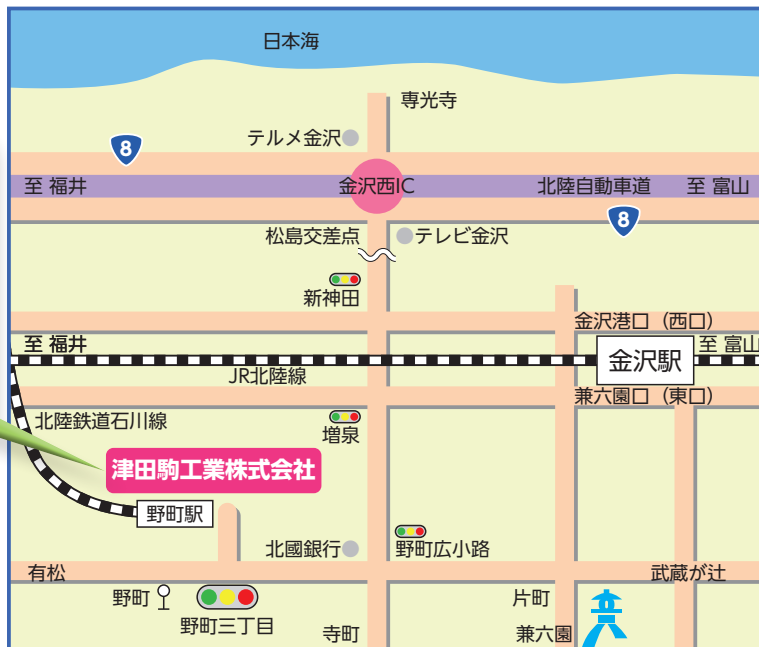 日本海
専光寺
テルメ金沢
8
至 福井
金沢西IC
北陸自動車道
至 富山
8
松島交差点
テレビ金沢
新神田
金沢港口（西口）
至 福井
金沢駅
至 富山
JR北陸線
兼六園口（東口）
北陸鉄道石川線
増泉
津田駒工業株式会社
野町駅
北國銀行
野町広小路
有松
武蔵が辻
野町
片町
野町三丁目
寺町
兼六園